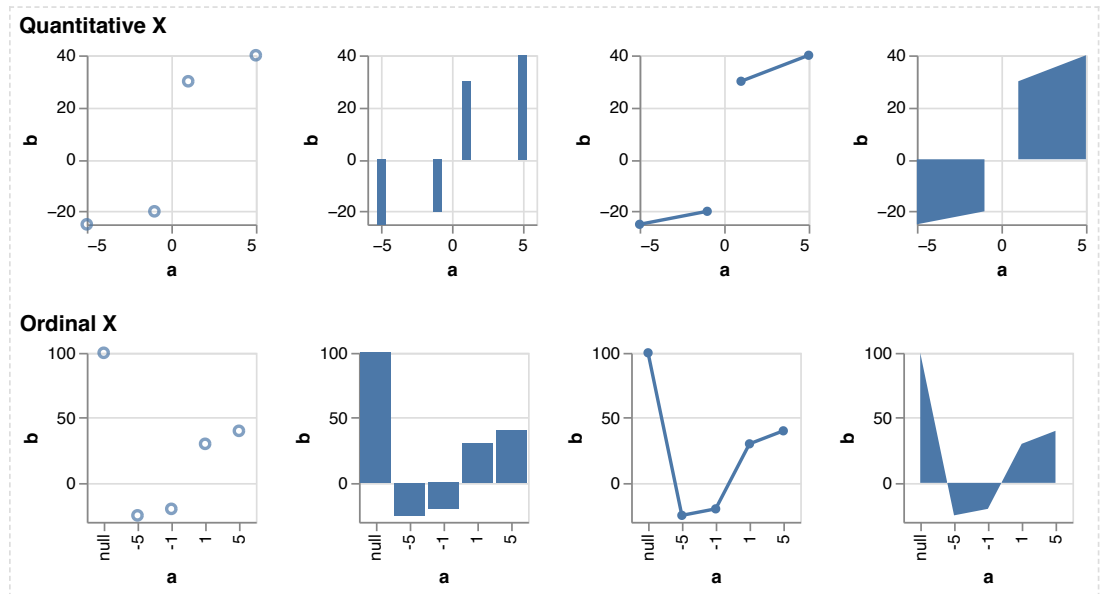 Quantitative X
40 40 40 40
20 20 20 20
b b b b
0 0 0 0
−20 −20 −20 −20
−5 0 5 −5 0 5 −5 0 5 −5 0 5
a a a a
Ordinal X
100 100 100 100
50 50 50 50
b b b b
0 0 0 0
null -5 -1 1 5 null -5 -1 1 5 null -5 -1 1 5 null -5 -1 1 5
a a a a